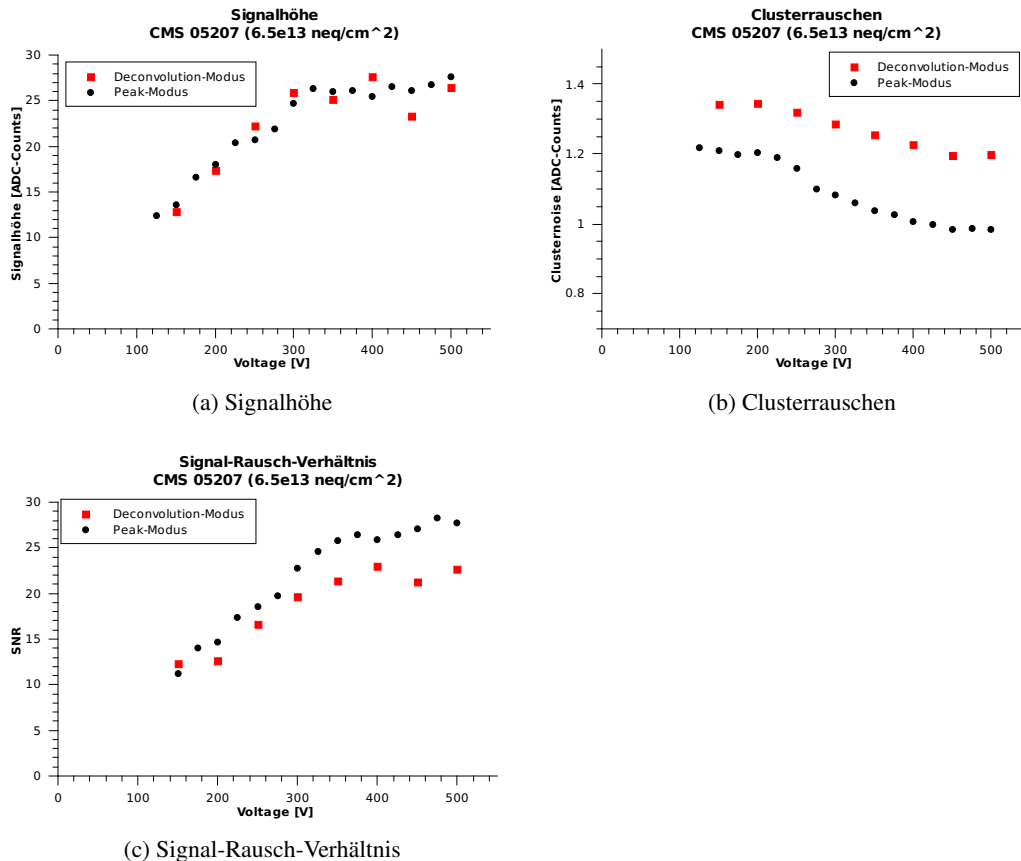 Signalhöhe
CMS 05207 (6.5e13 neq/cm^2)
Deconvolution-Modus
Peak-Modus
Signalhöhe [ADC-Counts]
30
25
20
15
10
5
0
0
100
200
300
400
500
Voltage [V]
(a) Signalhöhe
Clusterrauschen
CMS 05207 (6.5e13 neq/cm^2)
Deconvolution-Modus
Peak-Modus
Clusternoise [ADC-Counts]
1.4
1.2
1
0.8
0
100
200
300
400
500
Voltage [V]
(b) Clusterrauschen
Signal-Rausch-Verhältnis
CMS 05207 (6.5e13 neq/cm^2)
Deconvolution-Modus
Peak-Modus
SNR
30
25
20
15
10
5
0
0
100
200
300
400
500
Voltage [V]
(c) Signal-Rausch-Verhältnis